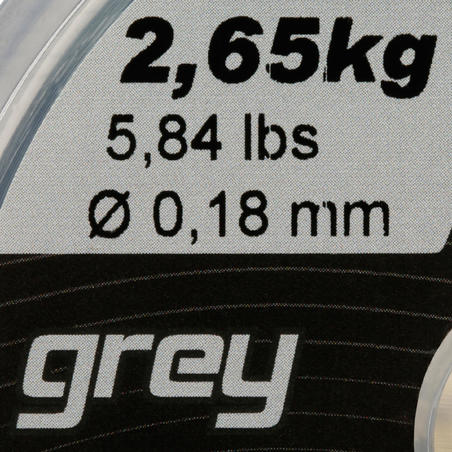 2,65kg
5,84 lbs
Ø 0,18 mm
grey